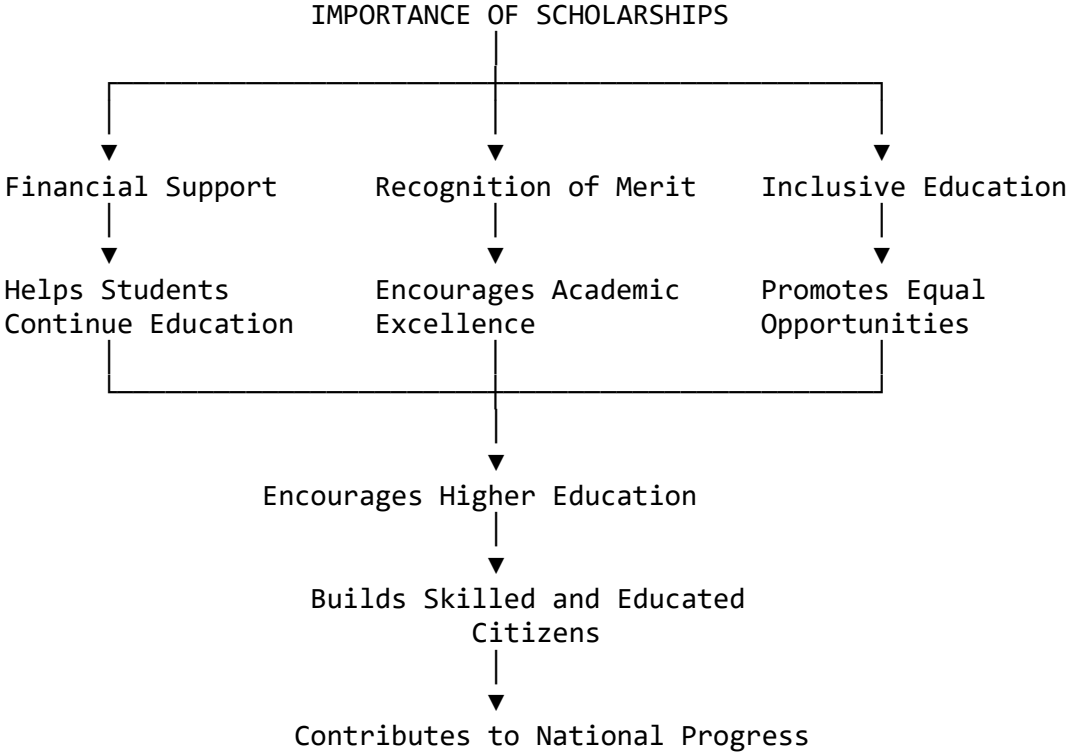 IMPORTANCE OF SCHOLARSHIPS
Financial Support
Recognition of Merit
Inclusive Education
Helps Students
Continue Education
Encourages Academic
Excellence
Promotes Equal
Opportunities
Encourages Higher Education
Builds Skilled and Educated
Citizens
Contributes to National Progress